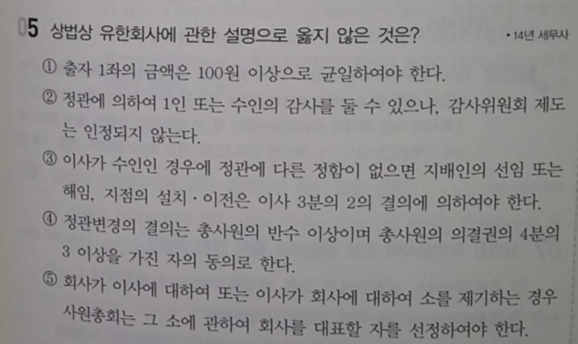 05 상법상 유한회사에 관한 설명으로 옳지 않은 것은? •14년 세무사
① 출자 1좌의 금액은 100원 이상으로 균일하여야 한다.
② 정관에 의하여 1인 또는 수인의 감사를 둘 수 있으나, 감사위원회 제도
는 인정되지 않는다.
③ 이사가 수인인 경우에 정관에 다른 정함이 없으면 지배인의 선임 또는
해임, 지점의 설치·이전은 이사 3분의 2의 결의에 의하여야 한다.
④ 정관변경의 결의는 총사원의 반수 이상이며 총사원의 의결권의 4분의
3 이상을 가진 자의 동의로 한다.
⑤ 회사가 이사에 대하여 또는 이사가 회사에 대하여 소를 제기하는 경우
사원총회는 그 소에 관하여 회사를 대표할 자를 선정하여야 한다.